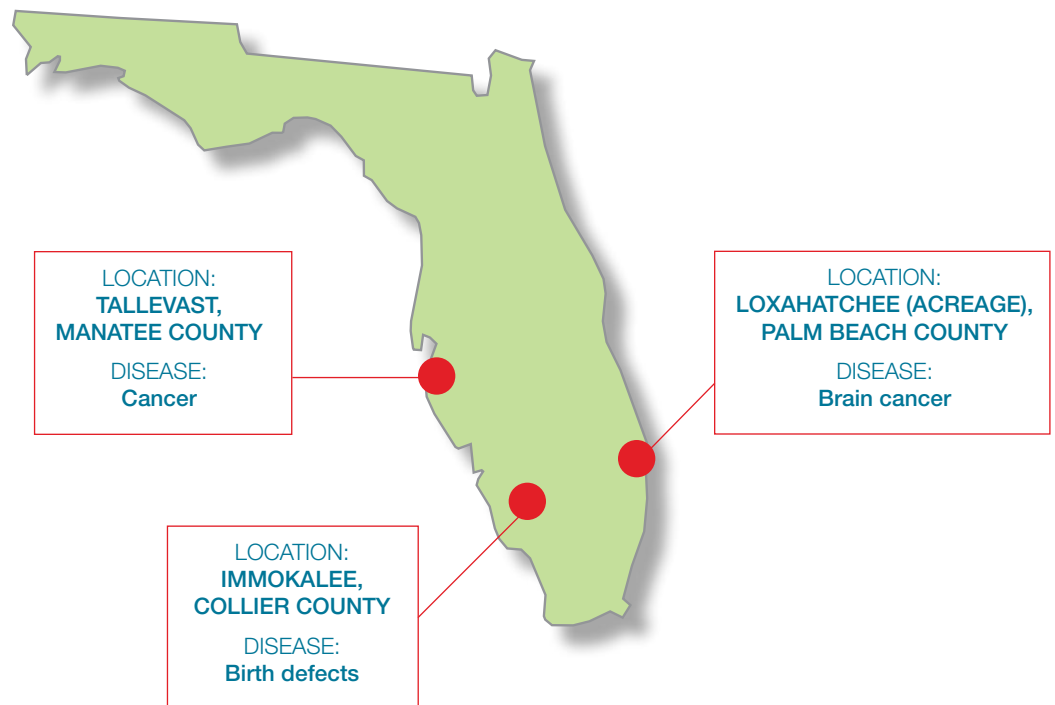 LOCATION:
TALLEVAST,
MANATEE COUNTY
DISEASE:
Cancer
LOCATION:
LOXAHATCHEE (ACREAGE),
PALM BEACH COUNTY
DISEASE:
Brain cancer
LOCATION:
IMMOKALEE,
COLLIER COUNTY
DISEASE:
Birth defects